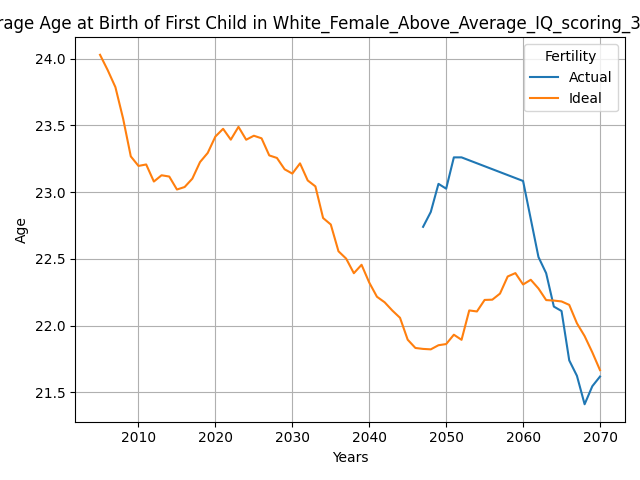 rage Age at Birth of First Child in White_Female_Above_Average_IQ_scoring_3
Fertility
Actual
Ideal
24.0
23.5
23.0
22.5
22.0
21.5
Age
2010 2020 2030 2040 2050 2060 2070
Years